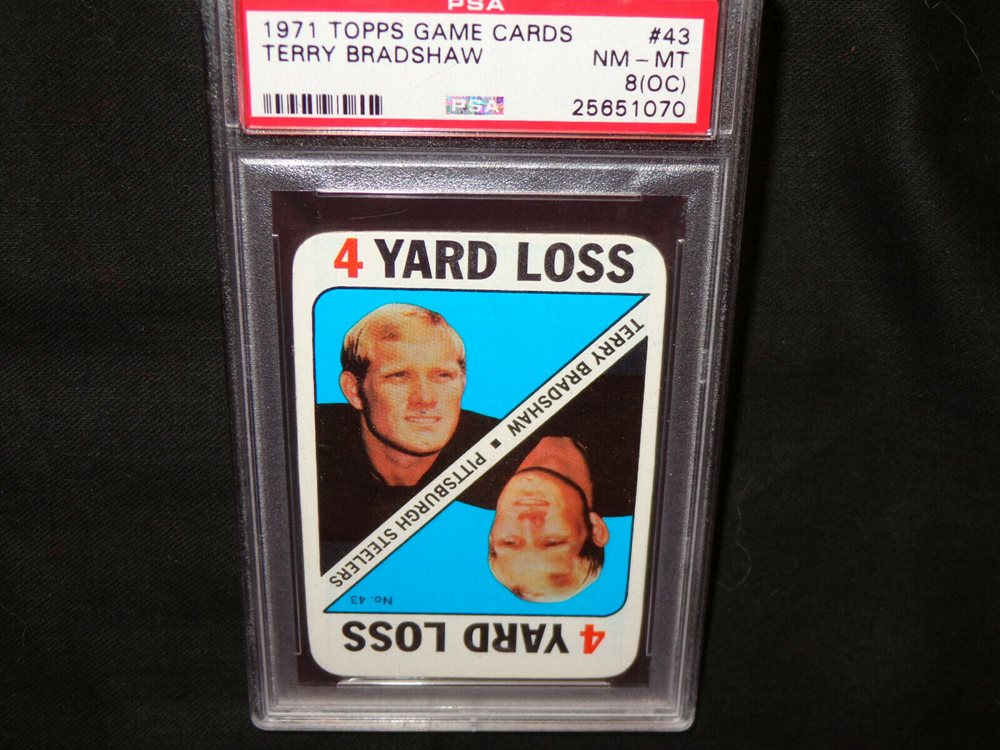 PSA
1971 TOPPS GAME CARDS #43
TERRY BRADSHAW NM - MT
8(OC)
PSA 25651070
4 YARD LOSS
TERRY BRADSHAW ▪ PITTSBURGH STEELERS
No. 43
4 YARD LOSS